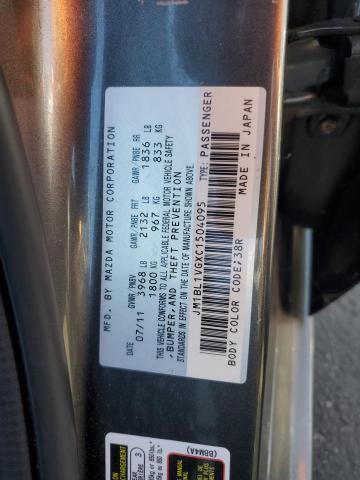 MFD. BY MAZDA MOTOR CORPORATION
GVWR/PNBV GAWR/PNBE FRT GAWR/PNBE RR
07/11 3968 LB 2132 LB 1836 LB
1800 KG 967 KG 833 KG
THIS VEHICLE CONFORMS TO ALL APPLICABLE FEDERAL MOTOR VEHICLE SAFETY
, BUMPER, AND THEFT PREVENTION
STANDARDS IN EFFECT ON THE DATE OF MANUFACTURE SHOWN ABOVE.
JM1BL1VGXC1504095 TYPE: PASSENGER
BODY COLOR CODE: 38R MADE IN JAPAN
(BBM4A)
CHARGEMENT